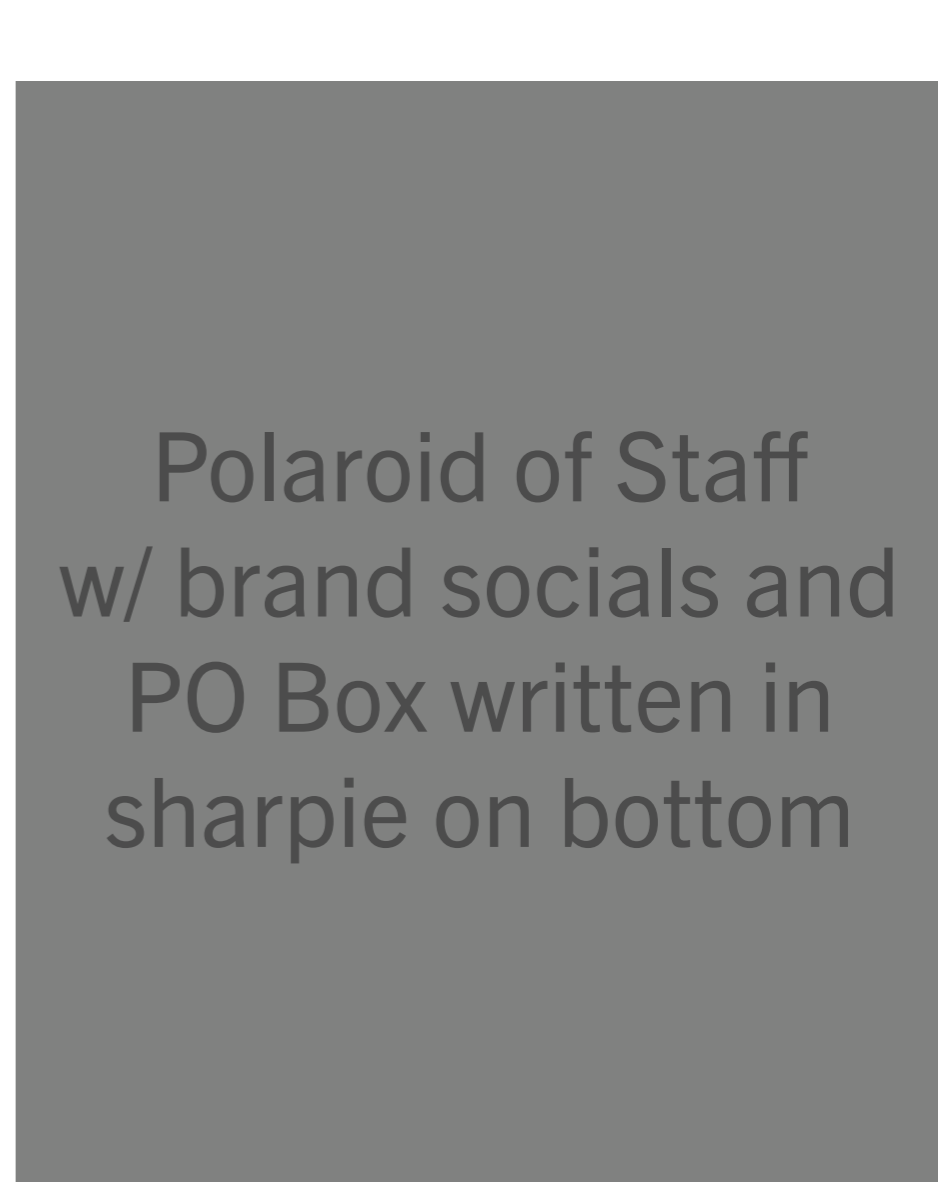 Polaroid of Staff
w/ brand socials and
PO Box written in
sharpie on bottom